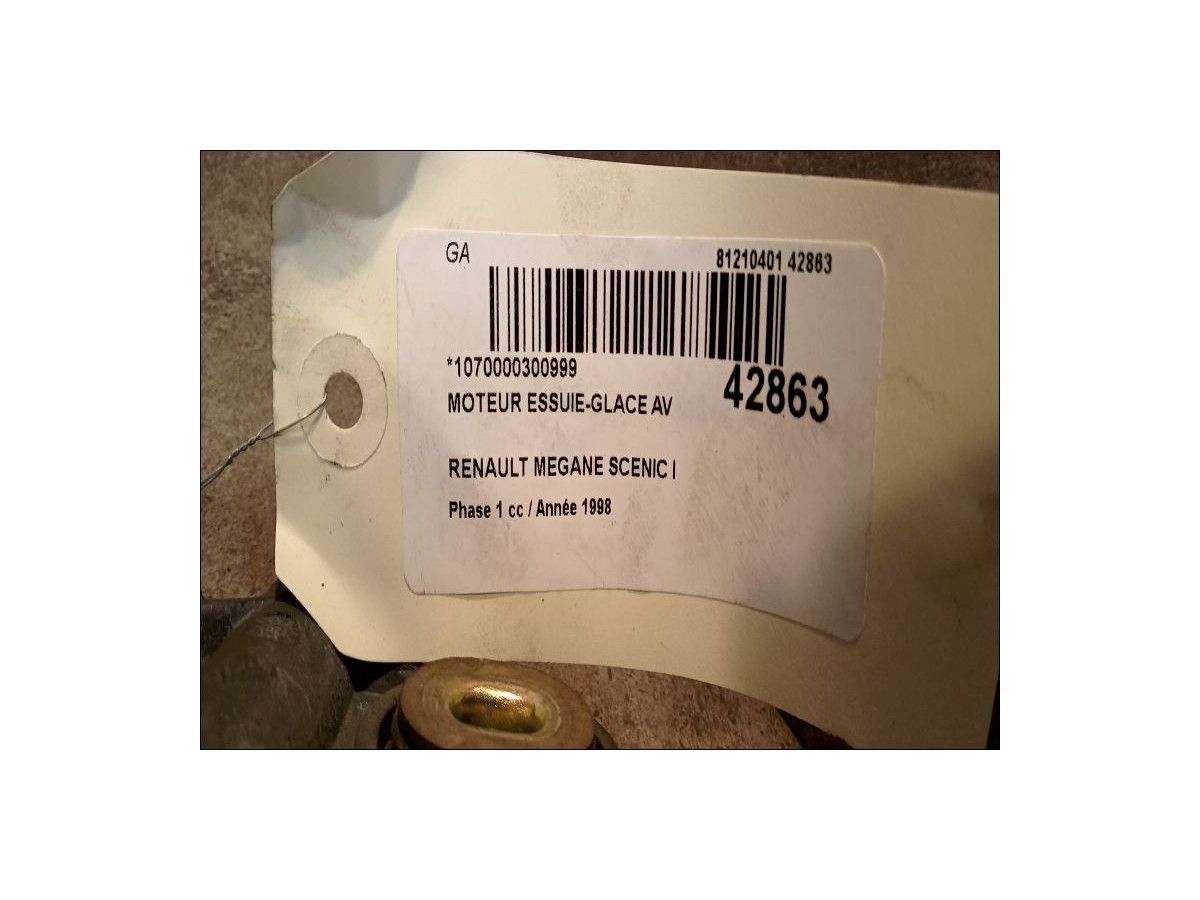 GA 81210401 42863
*1070000300999
42863
MOTEUR ESSUIE-GLACE AV
RENAULT MEGANE SCENIC I
Phase 1 cc / Année 1998